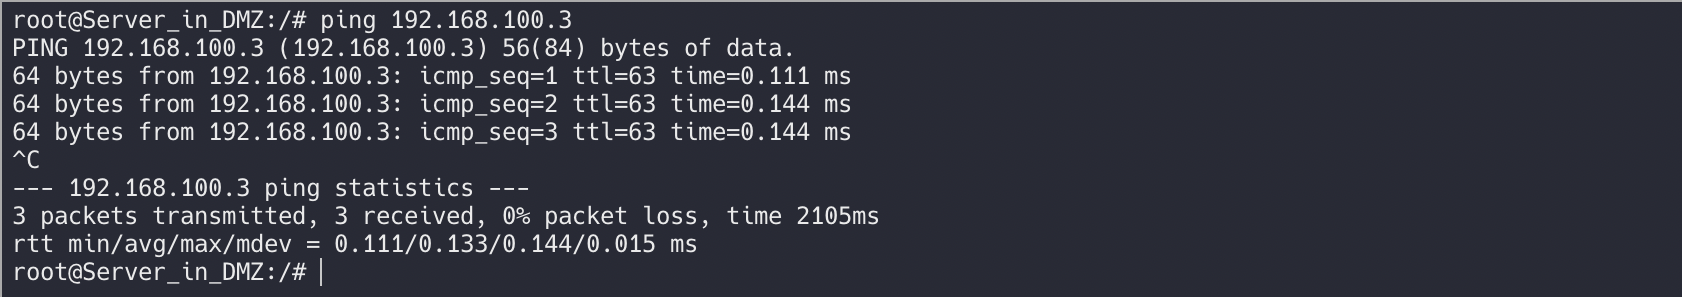 root@Server_in_DMZ:/# ping 192.168.100.3
PING 192.168.100.3 (192.168.100.3) 56(84) bytes of data.
64 bytes from 192.168.100.3: icmp_seq=1 ttl=63 time=0.111 ms
64 bytes from 192.168.100.3: icmp_seq=2 ttl=63 time=0.144 ms
64 bytes from 192.168.100.3: icmp_seq=3 ttl=63 time=0.144 ms
^C
--- 192.168.100.3 ping statistics ---
3 packets transmitted, 3 received, 0% packet loss, time 2105ms
rtt min/avg/max/mdev = 0.111/0.133/0.144/0.015 ms
root@Server_in_DMZ:/#